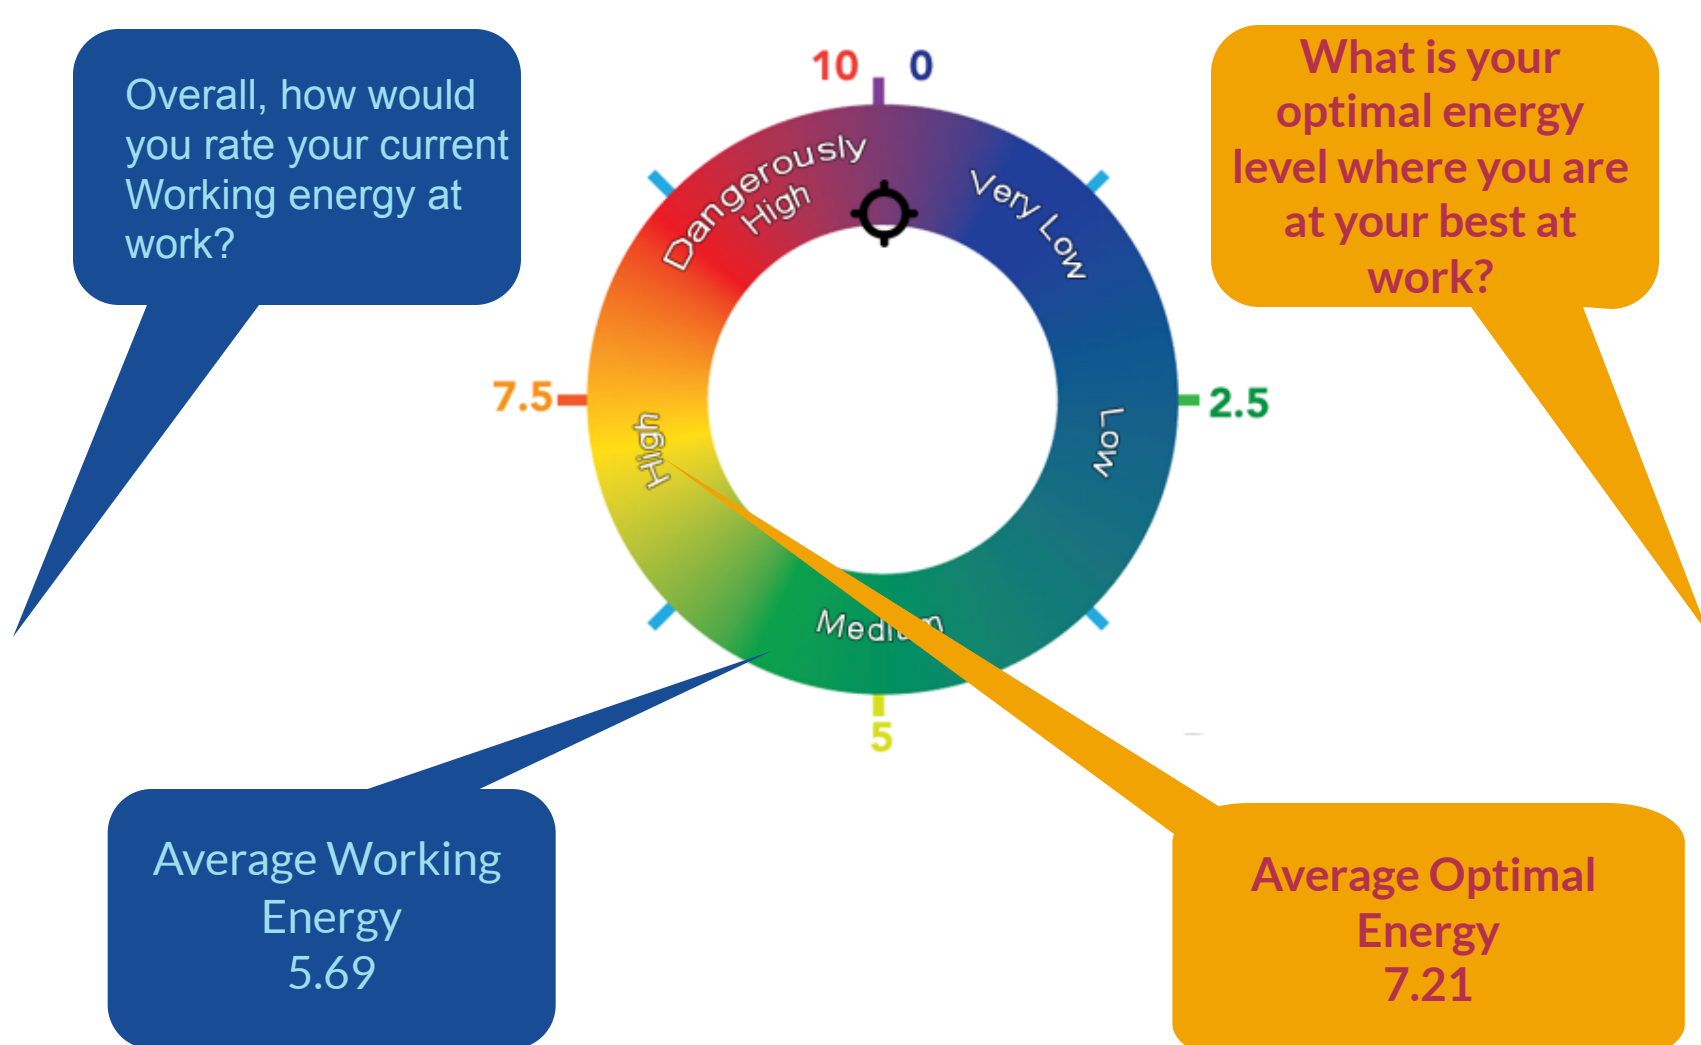 Overall, how would
you rate your current
Working energy at
work?
10
0
What is your
optimal energy
level where you are
at your best at
work?
Dangerously
High
Very Low
7.5
High
Low
2.5
Medium
5
Average Working
Energy
5.69
Average Optimal
Energy
7.21